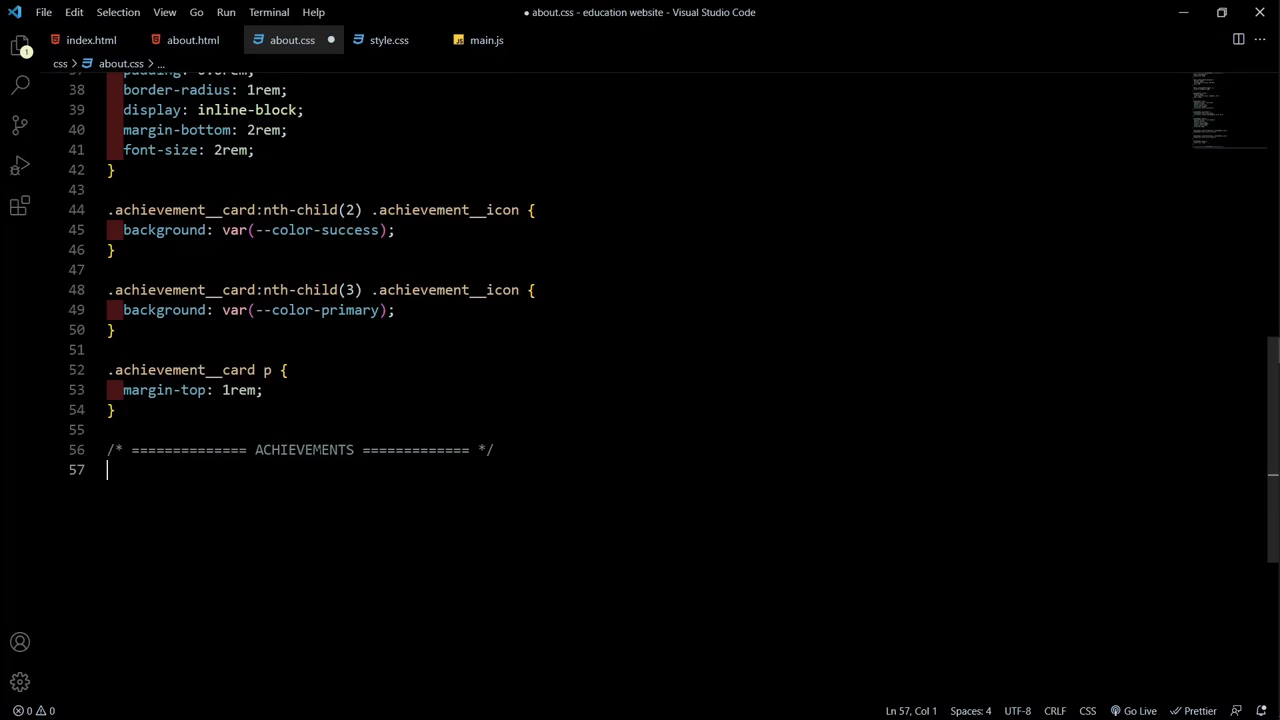 File Edit Selection View Go Run Terminal Help
● about.css - education website - Visual Studio Code
index.html about.html about.css ● style.css main.js
css > about.css > ...
1
38 border-radius: 1rem;
39 display: inline-block;
40 margin-bottom: 2rem;
41 font-size: 2rem;
42 }
43
44 .achievement__card:nth-child(2) .achievement__icon {
45 background: var(--color-success);
46 }
47
48 .achievement__card:nth-child(3) .achievement__icon {
49 background: var(--color-primary);
50 }
51
52 .achievement__card p {
53 margin-top: 1rem;
54 }
55
56 /* ============== ACHIEVEMENTS ============= */
57
0 0 Ln 57, Col 1 Spaces: 4 UTF-8 CRLF CSS Go Live Prettier